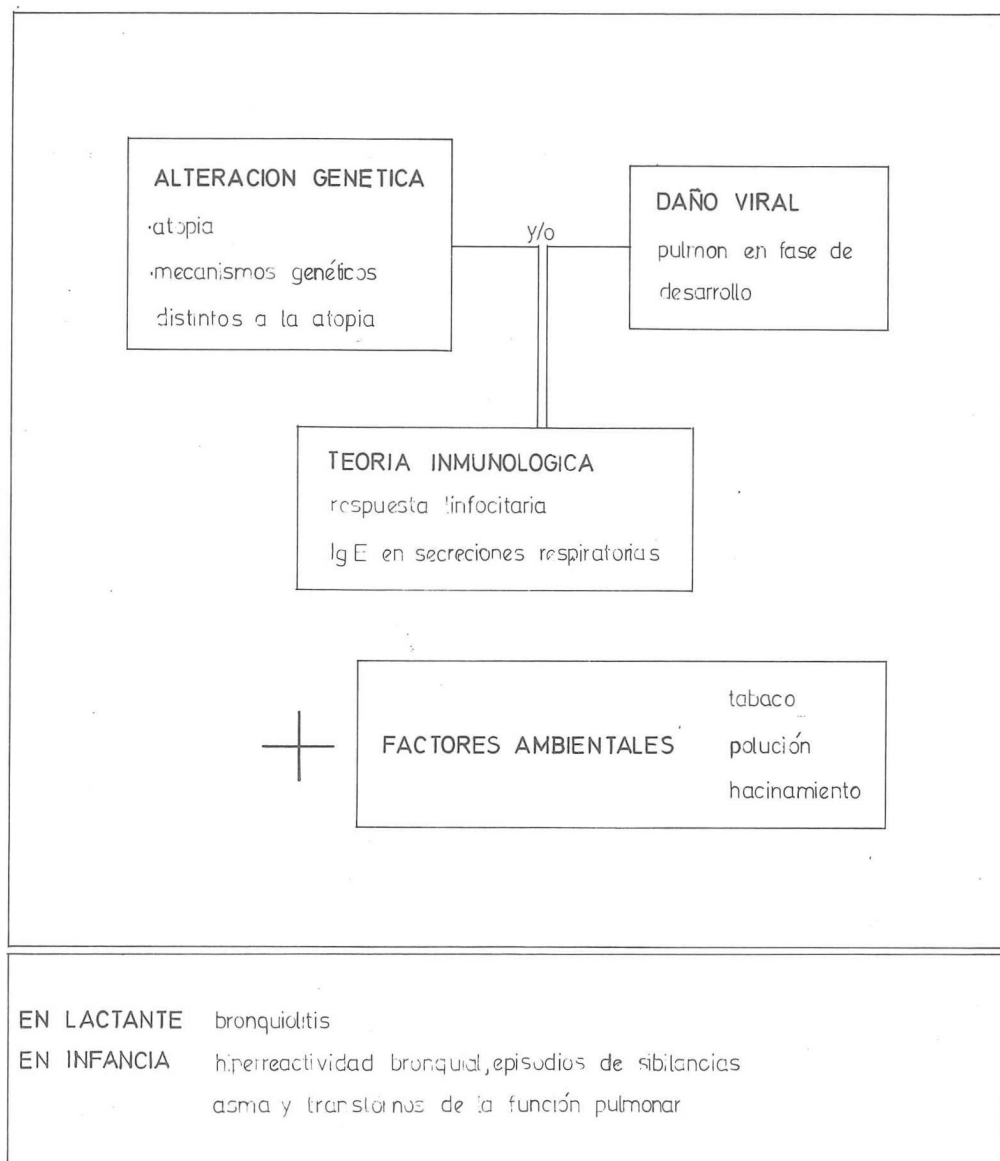 ALTERACION GENETICA
·atopia
·mecanismos genéticos
distintos a la atopia
y/o
DAÑO VIRAL
pulmon en fase de
desarrollo
TEORIA INMUNOLOGICA
respuesta linfocitaria
IgE en secreciones respiratorias
+
FACTORES AMBIENTALES
tabaco
polución
hacinamiento
EN LACTANTE bronquiolitis
EN INFANCIA hiperreactividad bronquial, episodios de sibilancias
asma y transtornos de la función pulmonar